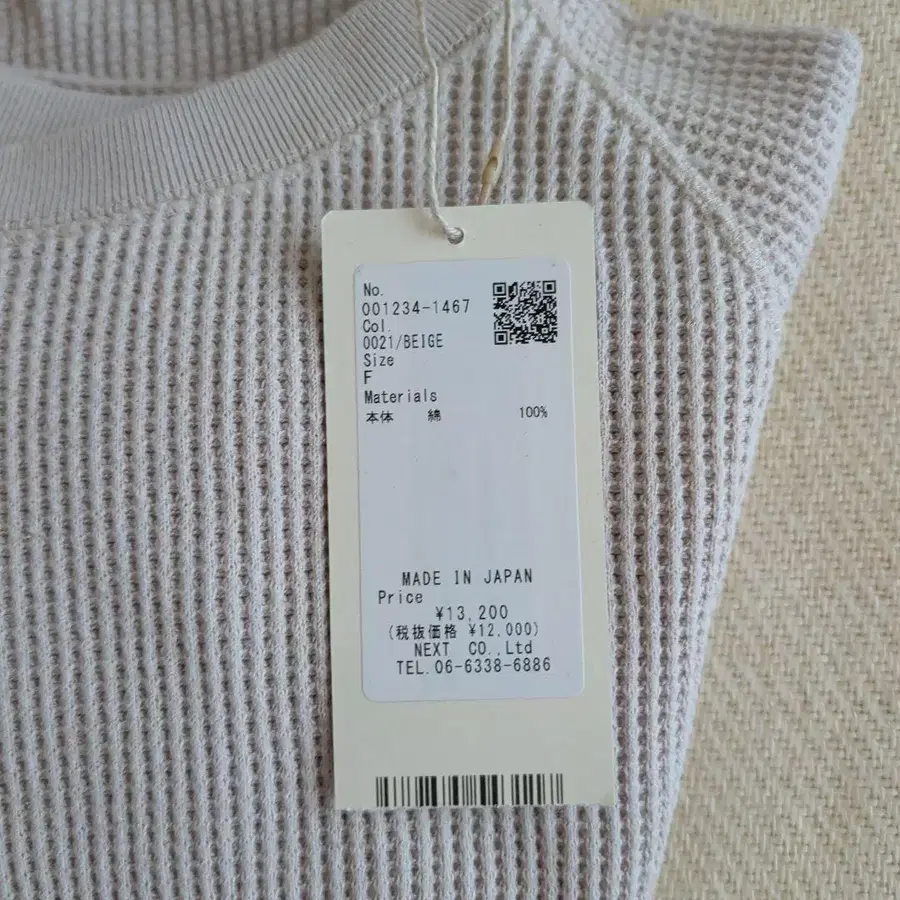 No.
001234-1467
Col.
0021/BEIGE
Size
F
Materials
本体 綿 100%
MADE IN JAPAN
Price
¥13,200
(税抜価格 ¥12,000)
NEXT CO.,Ltd
TEL.06-6338-6886